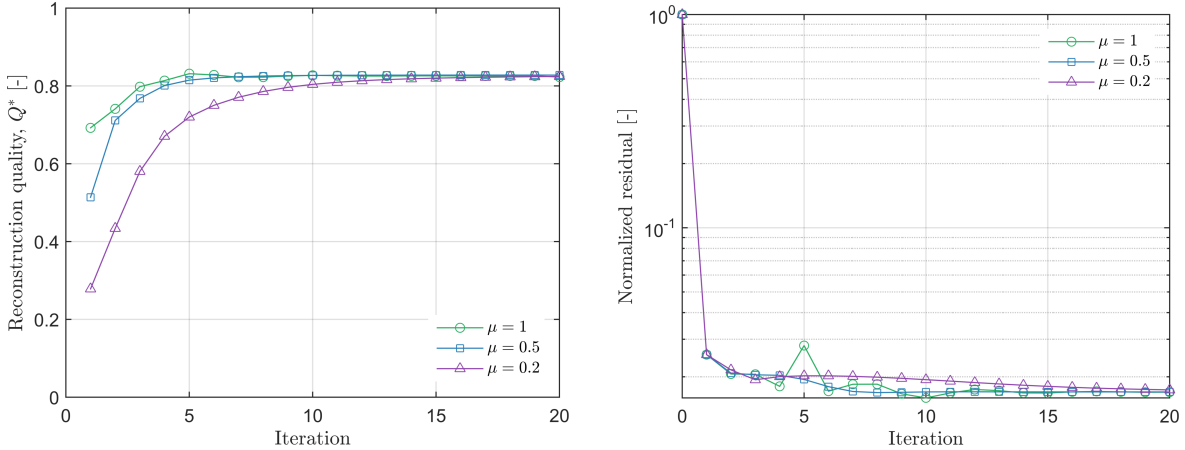 1
0.8
0.6
0.4
0.2
0
0 5 10 15 20
Reconstruction quality, Q* [-]
Iteration
μ = 1
μ = 0.5
μ = 0.2
10⁰
10⁻¹
0 5 10 15 20
Normalized residual [-]
Iteration
μ = 1
μ = 0.5
μ = 0.2